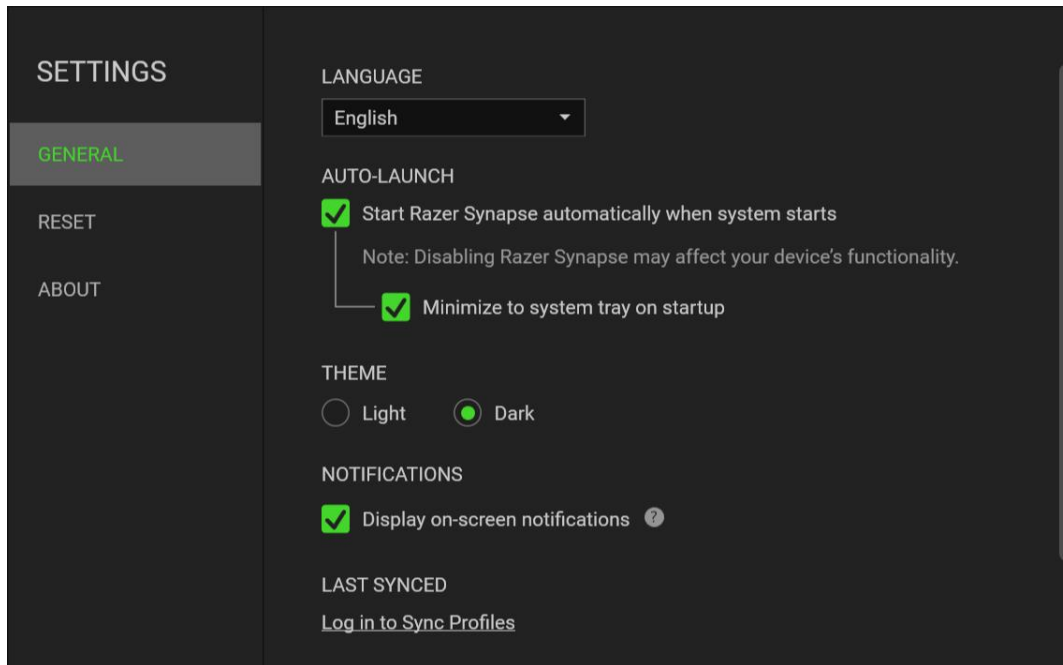 SETTINGS
GENERAL
RESET
ABOUT
LANGUAGE
English
AUTO-LAUNCH
Start Razer Synapse automatically when system starts
Note: Disabling Razer Synapse may affect your device’s functionality.
Minimize to system tray on startup
THEME
Light
Dark
NOTIFICATIONS
Display on-screen notifications ?
LAST SYNCED
Log in to Sync Profiles